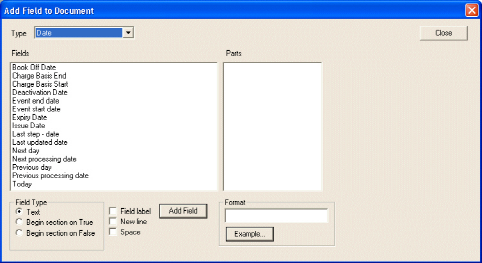 Add Field to Document
Type Date Close
Fields Parts
Book Off Date
Charge Basis End
Charge Basis Start
Deactivation Date
Event end date
Event start date
Expiry Date
Issue Date
Last step - date
Last updated date
Next day
Next processing date
Previous day
Previous processing date
Today
Field Type
Text
Begin section on True
Begin section on False
Field label
New line
Space
Add Field
Format
Example...